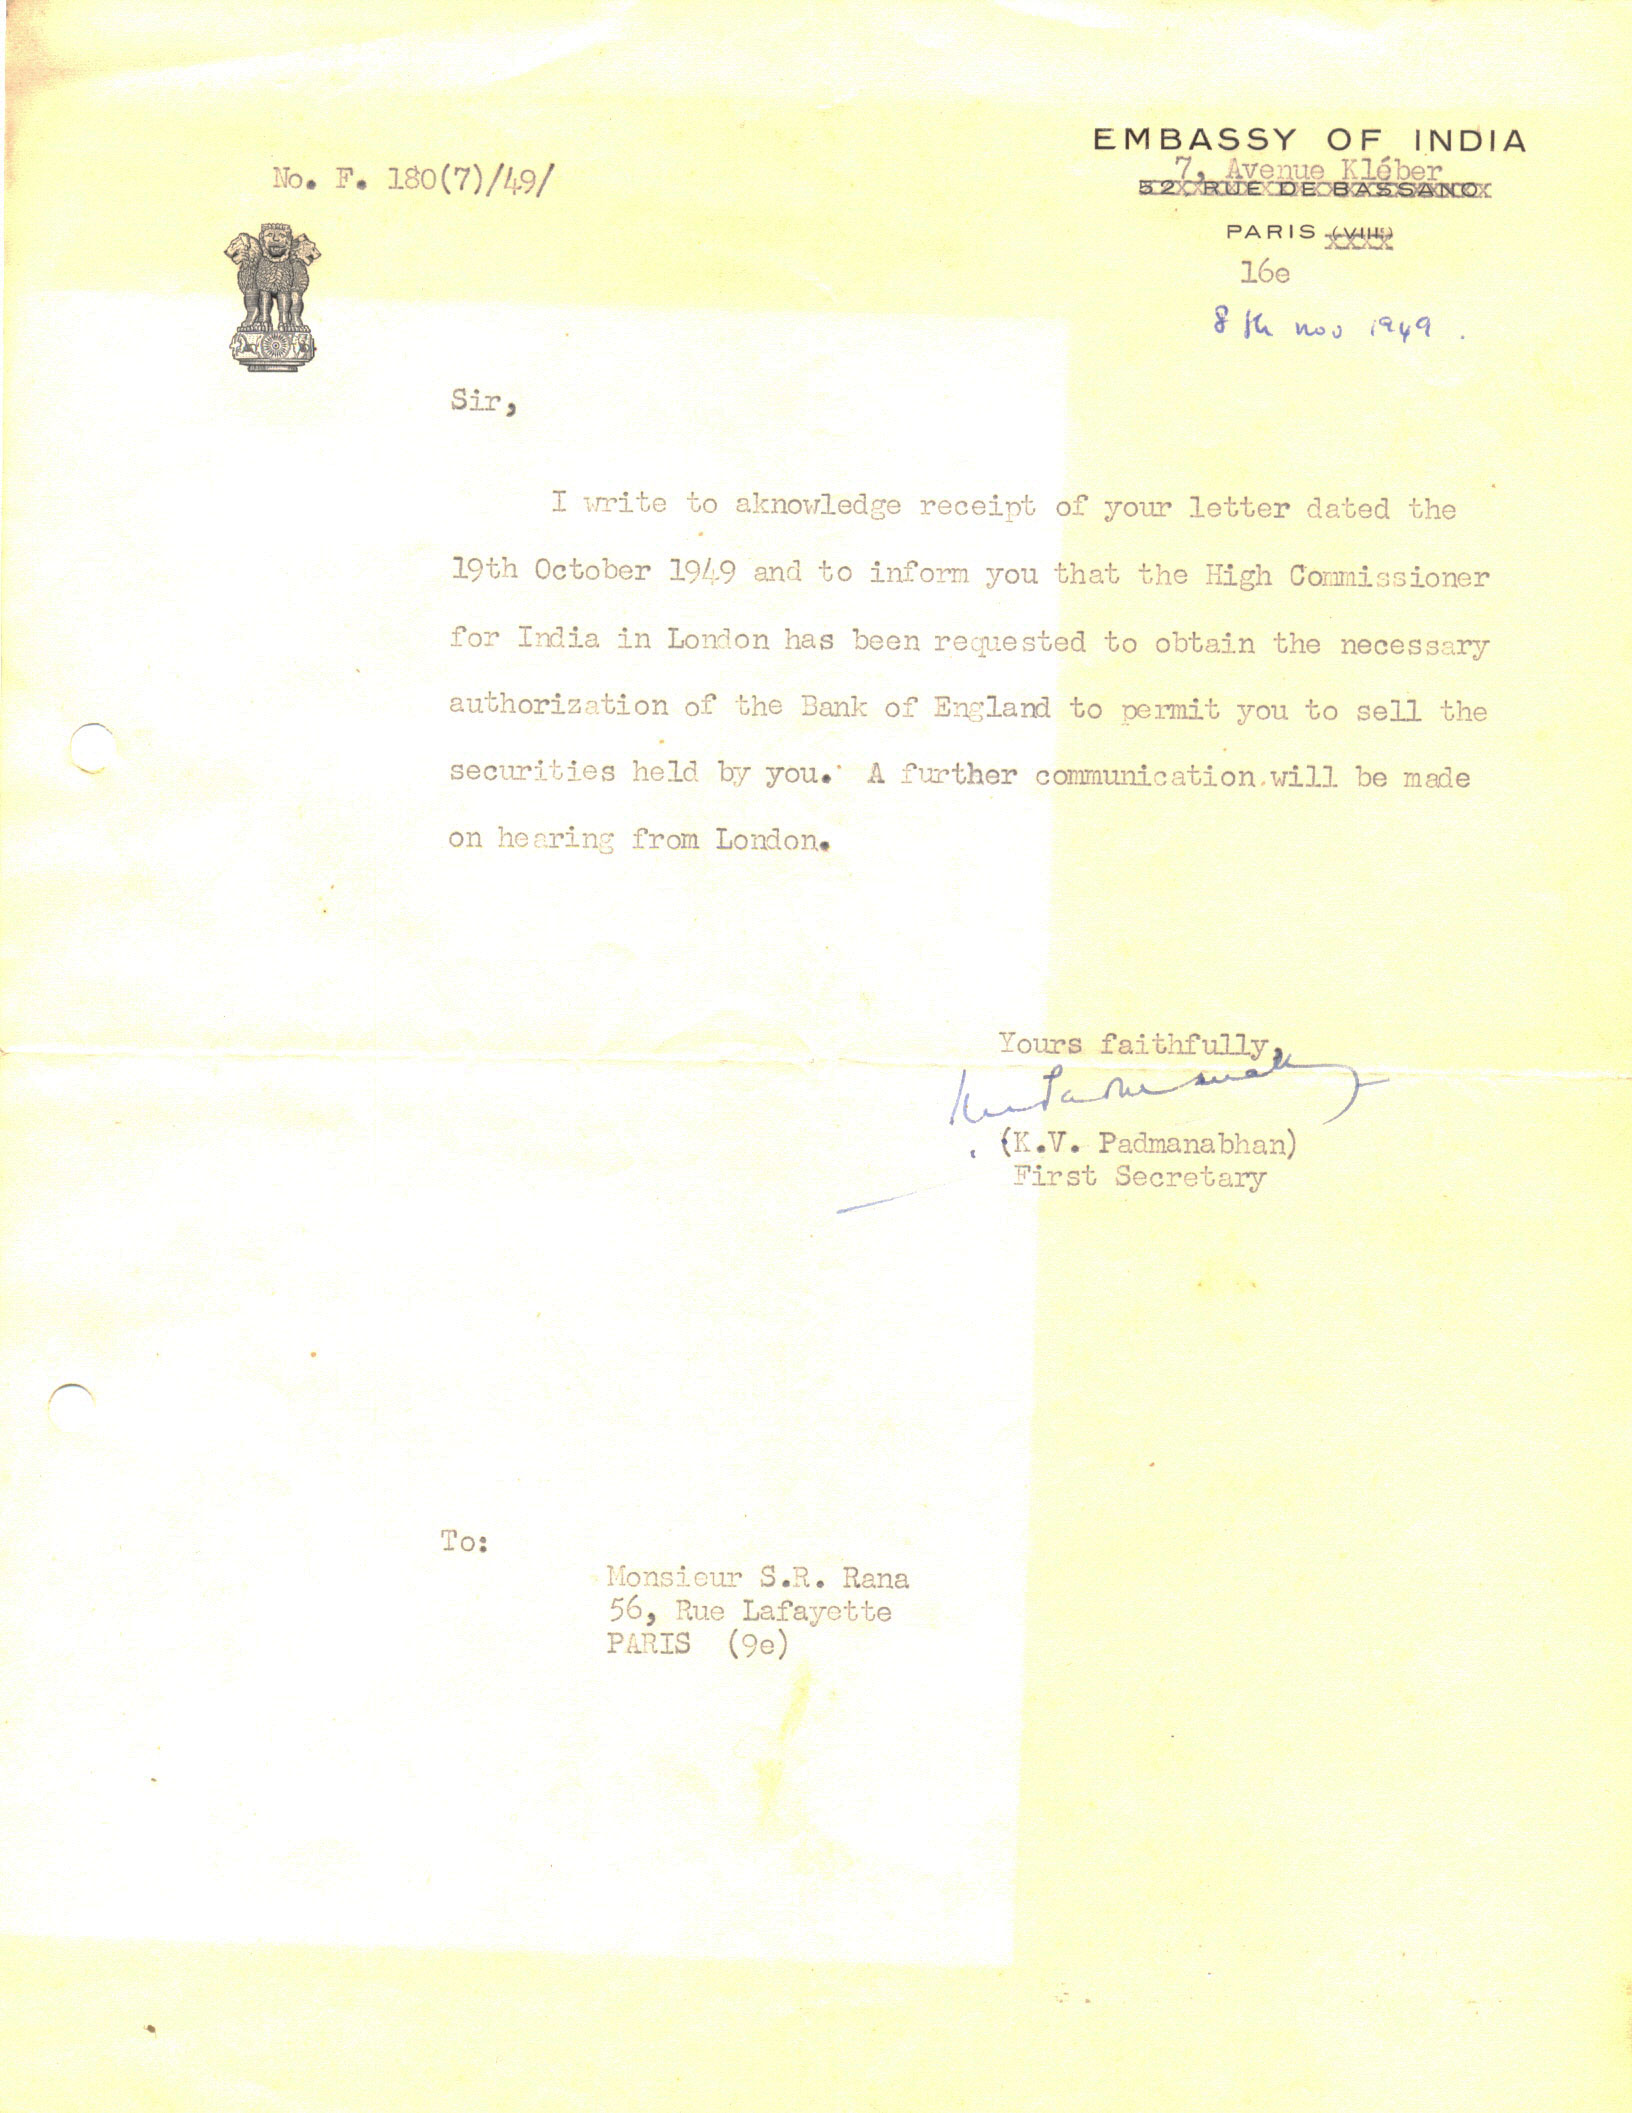 EMBASSY OF INDIA
No. F. 180(7)/49/
7, Avenue Kléber
52, RUE DE BASSANO
PARIS (VIIIe)
16e
8th nov 1949.
Sir,
I write to aknowledge receipt of your letter dated the
19th October 1949 and to inform you that the High Commissioner
for India in London has been requested to obtain the necessary
authorization of the Bank of England to permit you to sell the
securities held by you. A further communication will be made
on hearing from London.
Yours faithfully,
(K.V. Padmanabhan)
First Secretary
To:
Monsieur S.R. Rana
56, Rue Lafayette
PARIS (9e)